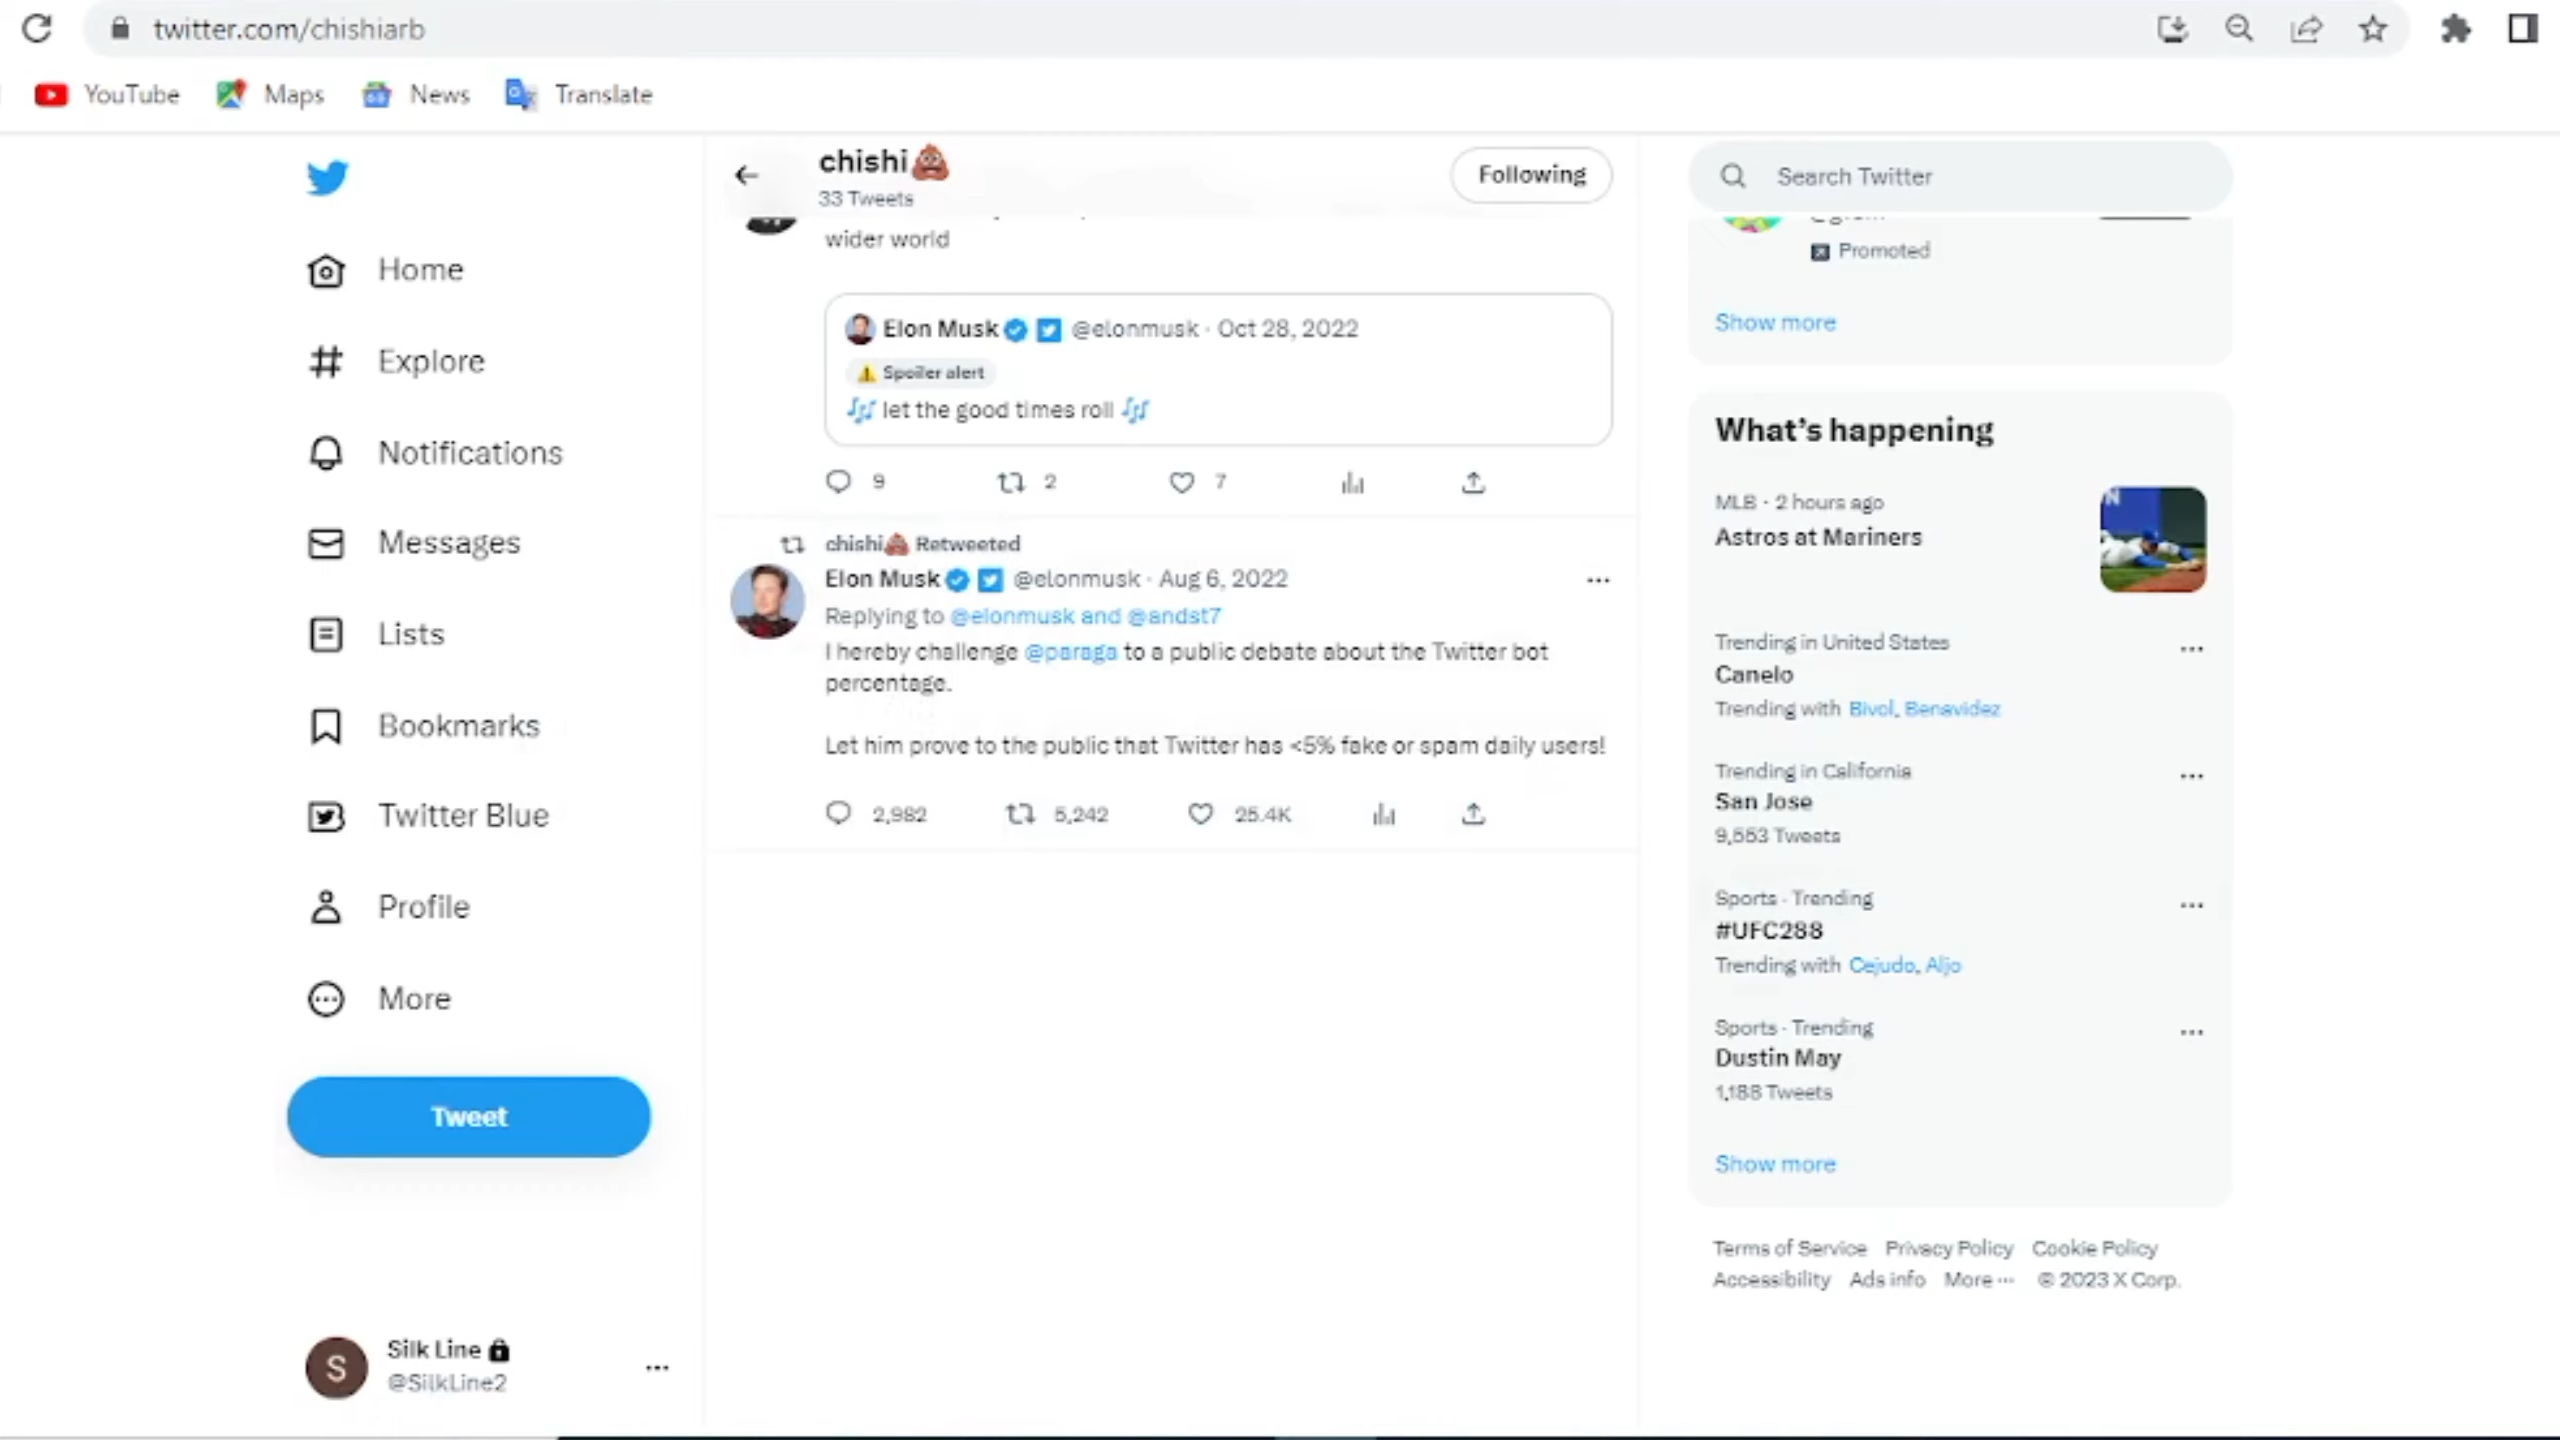 twitter.com/chishiarb
YouTube Maps News Translate
Home
Explore
Notifications
Messages
Lists
Bookmarks
Twitter Blue
Profile
More
Tweet
Silk Line
@SilkLine2
chishi💩
33 Tweets
Following
wider world
Elon Musk @elonmusk · Oct 28, 2022
⚠️ Spoiler alert
🎶 let the good times roll 🎶
9 2 7
chishi💩 Retweeted
Elon Musk @elonmusk · Aug 6, 2022
Replying to @elonmusk and @andst7
I hereby challenge @paraga to a public debate about the Twitter bot
percentage.
Let him prove to the public that Twitter has <5% fake or spam daily users!
2,982 5,242 25.4K
Search Twitter
Promoted
Show more
What's happening
MLB · 2 hours ago
Astros at Mariners
Trending in United States
Canelo
Trending with Bivol, Benavidez
Trending in California
San Jose
9,553 Tweets
Sports · Trending
#UFC288
Trending with Cejudo, Aljo
Sports · Trending
Dustin May
1,188 Tweets
Show more
Terms of Service Privacy Policy Cookie Policy
Accessibility Ads info More ··· © 2023 X Corp.